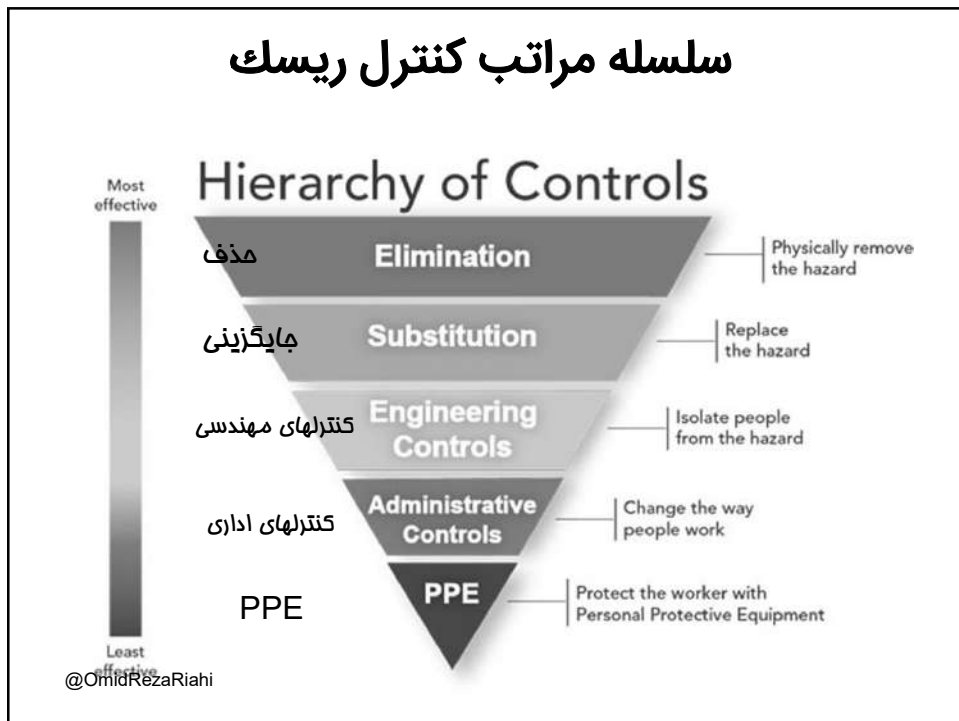 سلسله مراتب کنترل ریسك
Hierarchy of Controls
Most
effective
حذف
Elimination
Physically remove
the hazard
جایگزینی
Substitution
Replace
the hazard
کنترلهای مهندسی
Engineering
Controls
Isolate people
from the hazard
کنترلهای اداری
Administrative
Controls
Change the way
people work
PPE
PPE
Protect the worker with
Personal Protective Equipment
Least
effective
@OmidRezaRiahi